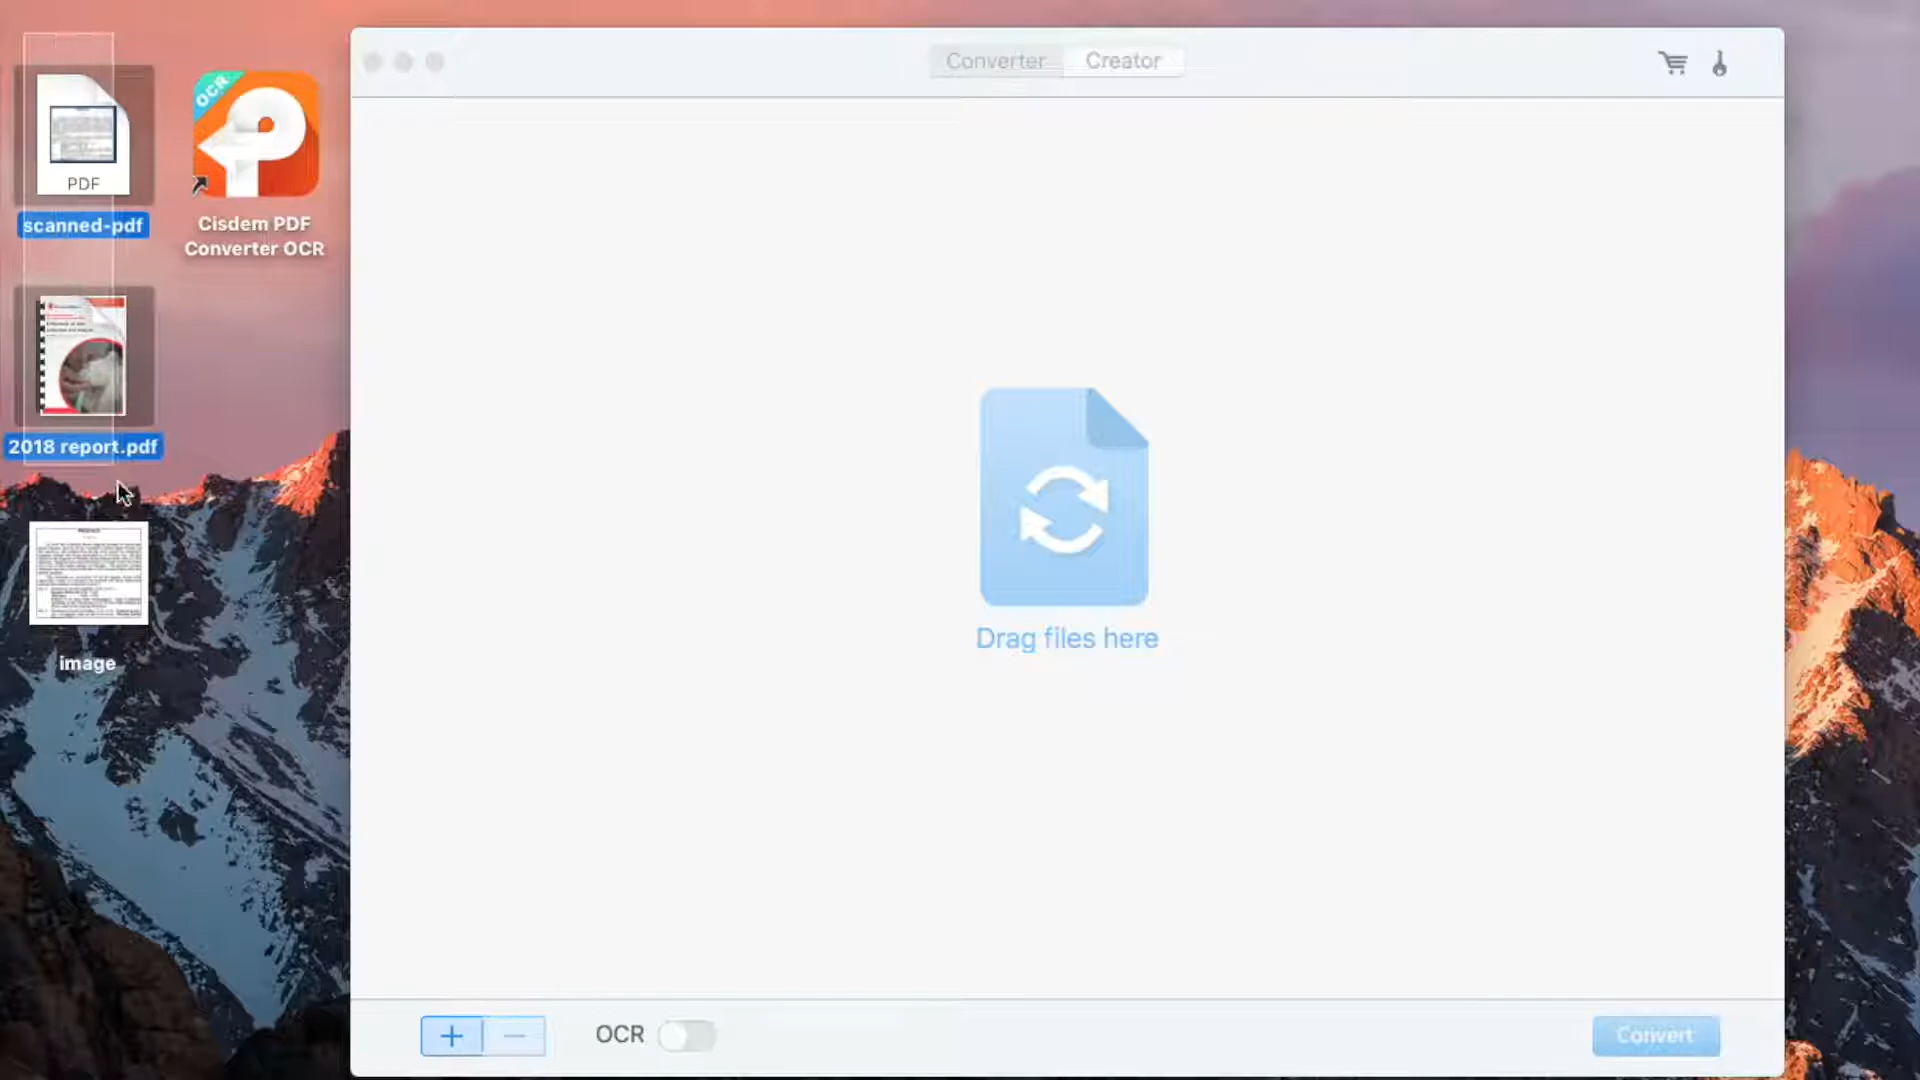 Converter
Creator
OCR
PDF
scanned-pdf
Cisdem PDF
Converter OCR
2018 report.pdf
image
Drag files here
+
−
OCR
Convert